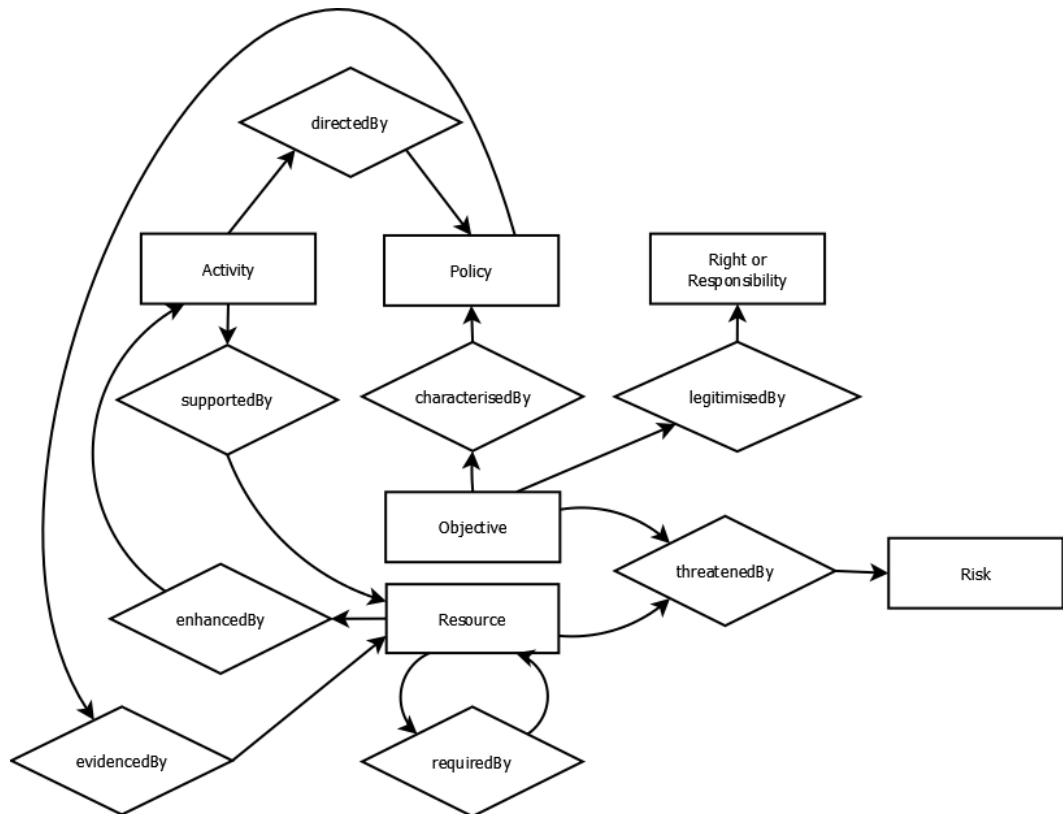 directedBy
Activity
Policy
Right or
Responsibility
supportedBy
characterisedBy
legitimisedBy
Objective
threatenedBy
Risk
enhancedBy
Resource
evidencedBy
requiredBy